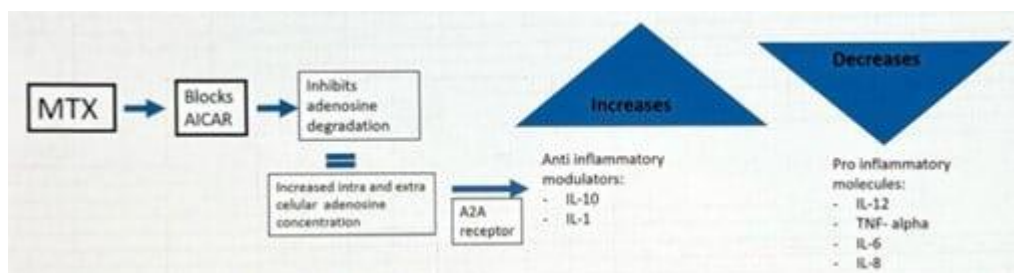 MTX
Blocks
AICAR
Inhibits
adenosine
degradation
Increased intra and extra
celular adenosine
concentration
A2A
receptor
Increases
Anti inflammatory
modulators:
- IL-10
- IL-1
Decreases
Pro inflammatory
molecules:
- IL-12
- TNF- alpha
- IL-6
- IL-8